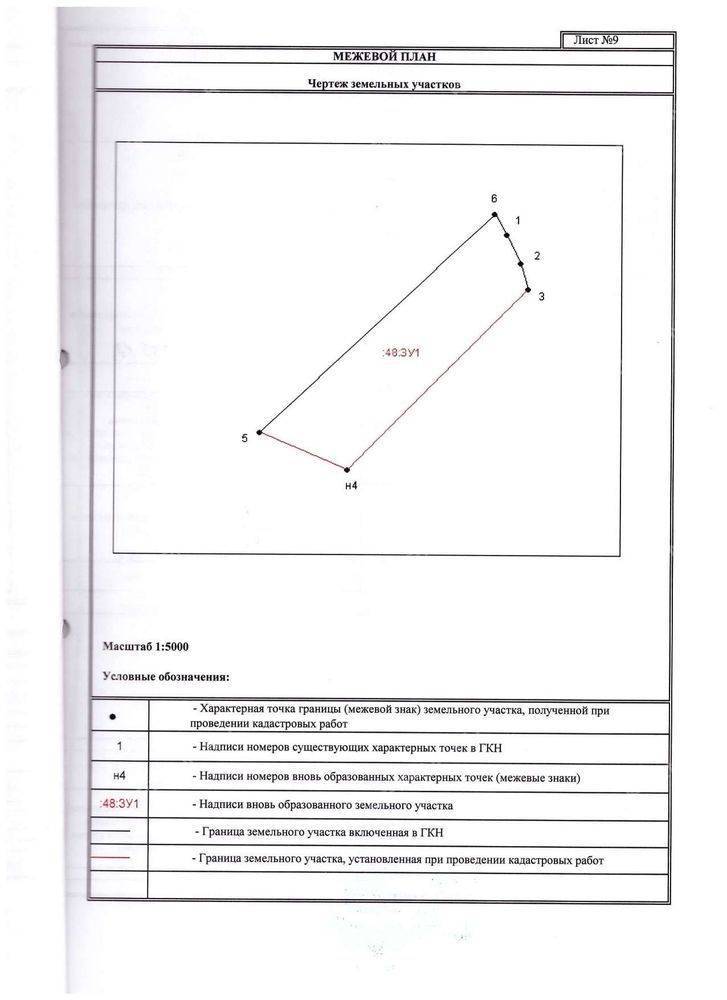 Лист №9
МЕЖЕВОЙ ПЛАН
Чертеж земельных участков
6
1
2
3
:48:ЗУ1
5
н4
Масштаб 1:5000
Условные обозначения:
- Характерная точка границы (межевой знак) земельного участка, полученной при
проведении кадастровых работ
1 - Надписи номеров существующих характерных точек в ГКН
н4 - Надписи номеров вновь образованных характерных точек (межевые знаки)
:48:ЗУ1 - Надписи вновь образованного земельного участка
- Граница земельного участка включенная в ГКН
- Граница земельного участка, установленная при проведении кадастровых работ